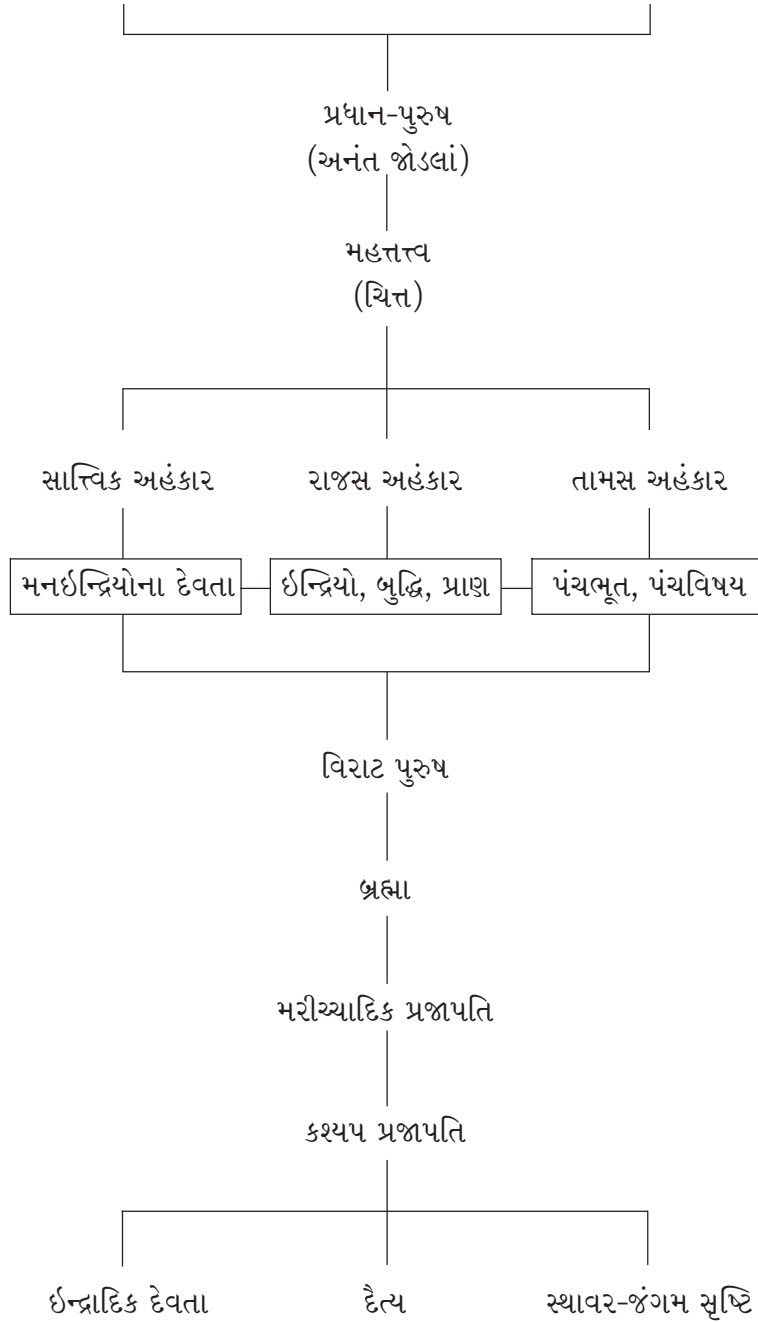 પ્રધાન-પુરુષ
(અનંત જોડલાં)
મહત્તત્ત્વ
(ચિત્ત)
સાત્ત્વિક અહંકાર
રાજસ અહંકાર
તામસ અહંકાર
મનઇન્દ્રિયોના દેવતા
ઇન્દ્રિયો, બુદ્ધિ, પ્રાણ
પંચભૂત, પંચવિષય
વિરાટ પુરુષ
બ્રહ્મા
મરીચ્યાદિક પ્રજાપતિ
કશ્યપ પ્રજાપતિ
ઇન્દ્રાદિક દેવતા
દૈત્ય
સ્થાવર-જંગમ સૃષ્ટિ